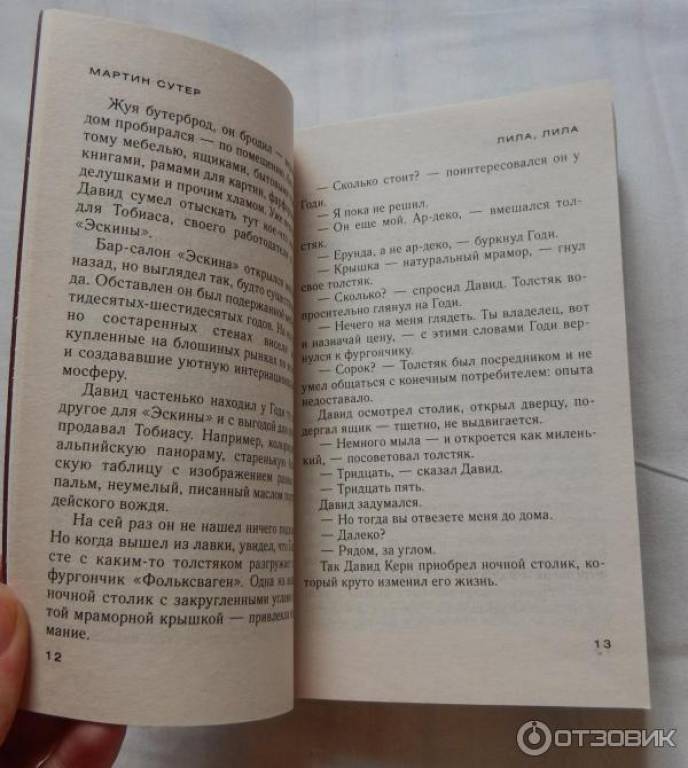 МАРТИН СУТЕР
Жуя бутерброд, он бродил —
дом пробирался — по помещению,
тому мебелью, ящиками, бытовыми
книгами, рамами для картин,
делушками и прочим хламом. Уже
Давид сумел отыскать тут кое-что
для Тобиаса, своего работодателя
«Эскины».
Бар-салон «Эскина» открылся
назад, но выглядел так, будто
да. Обставлен он был подержанной
тидесятых-шестидесятых годов. На
но состаренных стенах висели
купленные на блошиных рынках
и создававшие уютную
мосферу.
Давид частенько находил у Годи
другое для «Эскины» и с выгодой для
продавал Тобиасу. Например,
альпийскую панораму, старенькую
скую таблицу с изображением
пальм, неумелый, писанный маслом
дейского вождя.
На сей раз он не нашел ничего
Но когда вышел из лавки, увидел, что
сте с каким-то толстяком разгружает
фургончик «Фольксваген». Одна из
ночной столик с закругленными углами
той мраморной крышкой — привлекла
мание.
12
ЛИЛА, ЛИЛА
— Сколько стоит? — поинтересовался он у
Годи.
— Я пока не решил.
— Он еще мой. Ар-деко, — вмешался тол-
стяк.
— Ерунда, а не ар-деко, — буркнул Годи.
— Крышка — натуральный мрамор, — гнул
свое толстяк.
— Сколько? — спросил Давид. Толстяк во-
просительно глянул на Годи.
— Нечего на меня глядеть. Ты владелец, вот
и назначай цену, — с этими словами Годи вер-
нулся к фургончику.
— Сорок? — Толстяк был посредником и не
умел общаться с конечным потребителем: опыта
недоставало.
Давид осмотрел столик, открыл дверцу, по-
дергал ящик — тщетно, не выдвигается.
— Немного мыла — и откроется как милень-
кий, — посоветовал толстяк.
— Тридцать, — сказал Давид.
— Тридцать пять.
Давид задумался.
— Но тогда вы отвезете меня до дома.
— Далеко?
— Рядом, за углом.
Так Давид Керн приобрел ночной столик, ко-
торый круто изменил его жизнь.
13
ОТЗОВИК